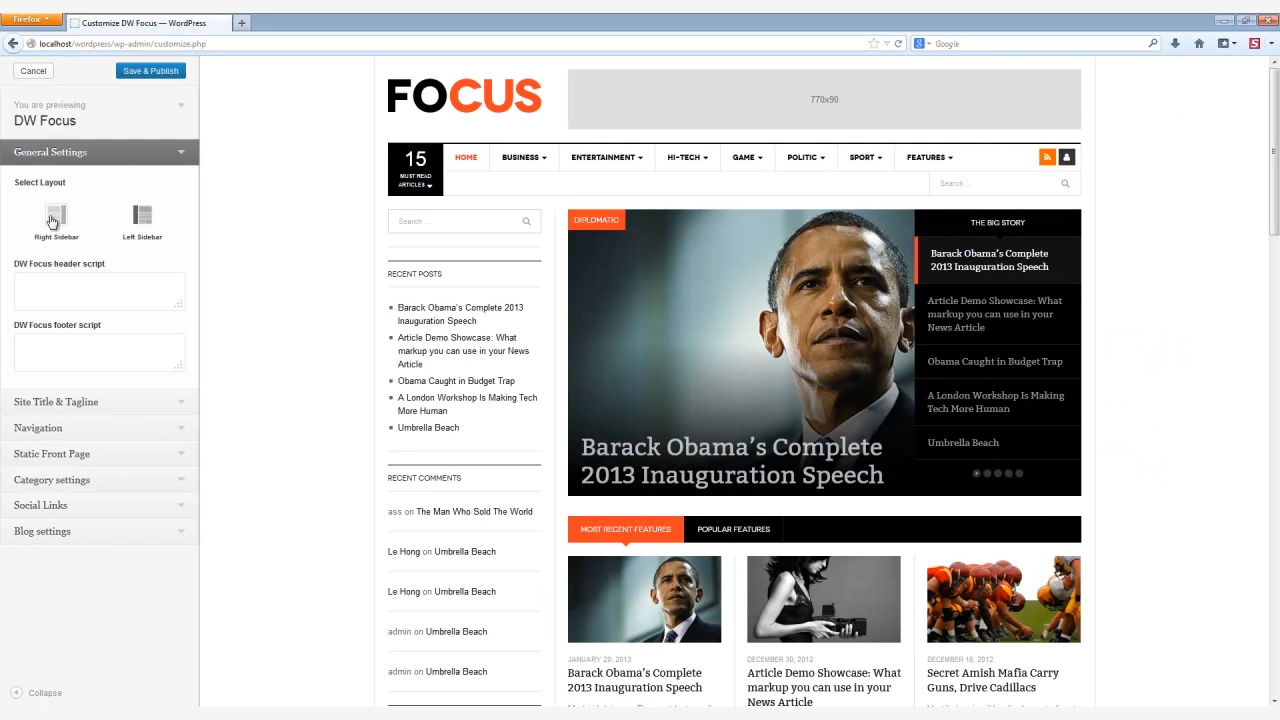 Firefox
Customize DW Focus — WordPress
localhost/wordpress/wp-admin/customize.php
Google
Cancel
Save & Publish
You are previewing
DW Focus
General Settings
Select Layout
Right Sidebar
Left Sidebar
DW Focus header script
DW Focus footer script
Site Title & Tagline
Navigation
Static Front Page
Category settings
Social Links
Blog settings
Collapse
FOCUS
770x90
15
MUST READ
ARTICLES
HOME
BUSINESS
ENTERTAINMENT
HI-TECH
GAME
POLITIC
SPORT
FEATURES
Search ...
Search ...
RECENT POSTS
Barack Obama's Complete 2013
Inauguration Speech
Article Demo Showcase: What
markup you can use in your News
Article
Obama Caught in Budget Trap
A London Workshop Is Making Tech
More Human
Umbrella Beach
RECENT COMMENTS
ass on The Man Who Sold The World
Le Hong on Umbrella Beach
Le Hong on Umbrella Beach
admin on Umbrella Beach
admin on Umbrella Beach
DIPLOMATIC
Barack Obama's Complete
2013 Inauguration Speech
THE BIG STORY
Barack Obama's Complete
2013 Inauguration Speech
Article Demo Showcase: What
markup you can use in your
News Article
Obama Caught in Budget Trap
A London Workshop Is Making
Tech More Human
Umbrella Beach
MOST RECENT FEATURES
POPULAR FEATURES
JANUARY 20, 2013
Barack Obama's Complete
2013 Inauguration Speech
DECEMBER 30, 2012
Article Demo Showcase: What
markup you can use in your
News Article
DECEMBER 16, 2012
Secret Amish Mafia Carry
Guns, Drive Cadillacs